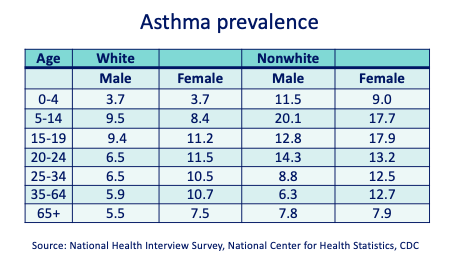 Asthma prevalence
Age White Nonwhite
Male Female Male Female
0-4 3.7 3.7 11.5 9.0
5-14 9.5 8.4 20.1 17.7
15-19 9.4 11.2 12.8 17.9
20-24 6.5 11.5 14.3 13.2
25-34 6.5 10.5 8.8 12.5
35-64 5.9 10.7 6.3 12.7
65+ 5.5 7.5 7.8 7.9
Source: National Health Interview Survey, National Center for Health Statistics, CDC